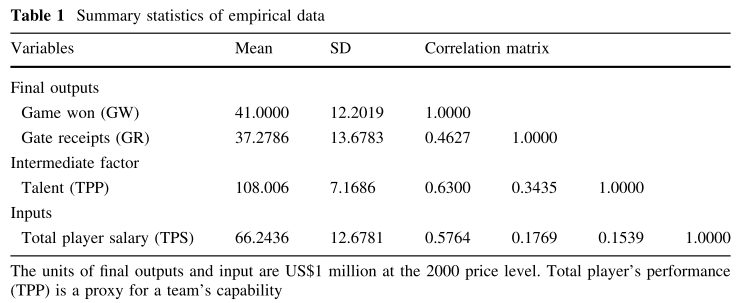 Table 1 Summary statistics of empirical data
Variables Mean SD Correlation matrix
Final outputs
Game won (GW) 41.0000 12.2019 1.0000
Gate receipts (GR) 37.2786 13.6783 0.4627 1.0000
Intermediate factor
Talent (TPP) 108.006 7.1686 0.6300 0.3435 1.0000
Inputs
Total player salary (TPS) 66.2436 12.6781 0.5764 0.1769 0.1539 1.0000
The units of final outputs and input are US$1 million at the 2000 price level. Total player's performance
(TPP) is a proxy for a team's capability